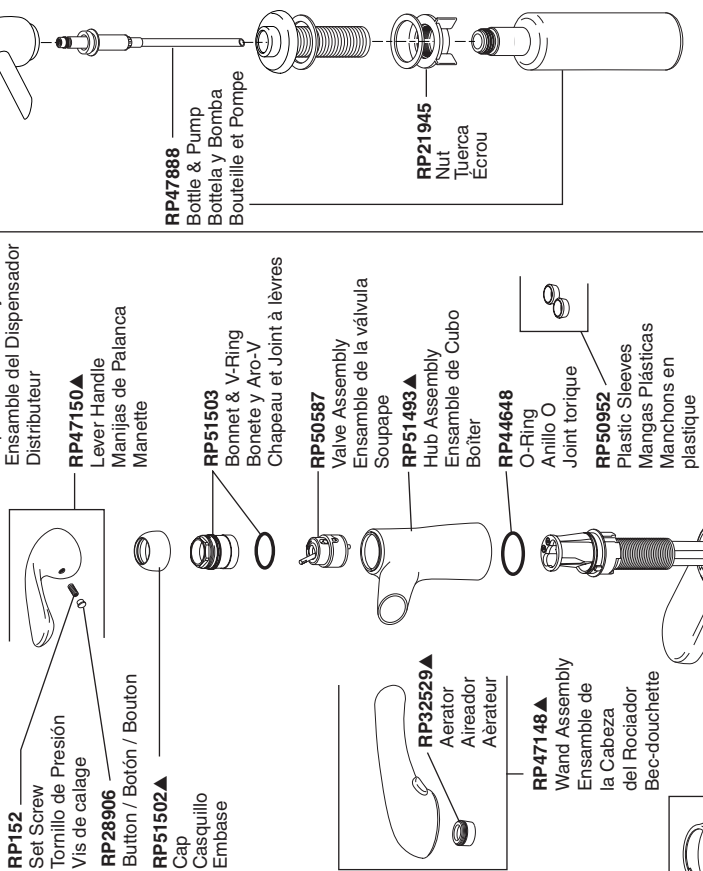 RP152
Set Screw
Tornillo de Presión
Vis de calage
RP28906
Button / Botón / Bouton
RP51502▲
Cap
Casquillo
Embase
RP32529▲
Aerator
Aireador
Aèrateur
RP47148▲
Wand Assembly
Ensamble de
la Cabeza
del Rociador
Bec-douchette
Ensamble del Dispensador
Distributeur
RP47150▲
Lever Handle
Manijas de Palanca
Manette
RP51503
Bonnet & V-Ring
Bonete y Aro-V
Chapeau et Joint à lèvres
RP50587
Valve Assembly
Ensamble de la válvula
Soupape
RP51493▲
Hub Assembly
Ensamble de Cubo
Boîter
RP44648
O-Ring
Anillo O
Joint torique
RP50952
Plastic Sleeves
Mangas Plásticas
Manchons en
plastique
RP47888
Bottle & Pump
Bottela y Bomba
Bouteille et Pompe
RP21945
Nut
Tuerca
Écrou